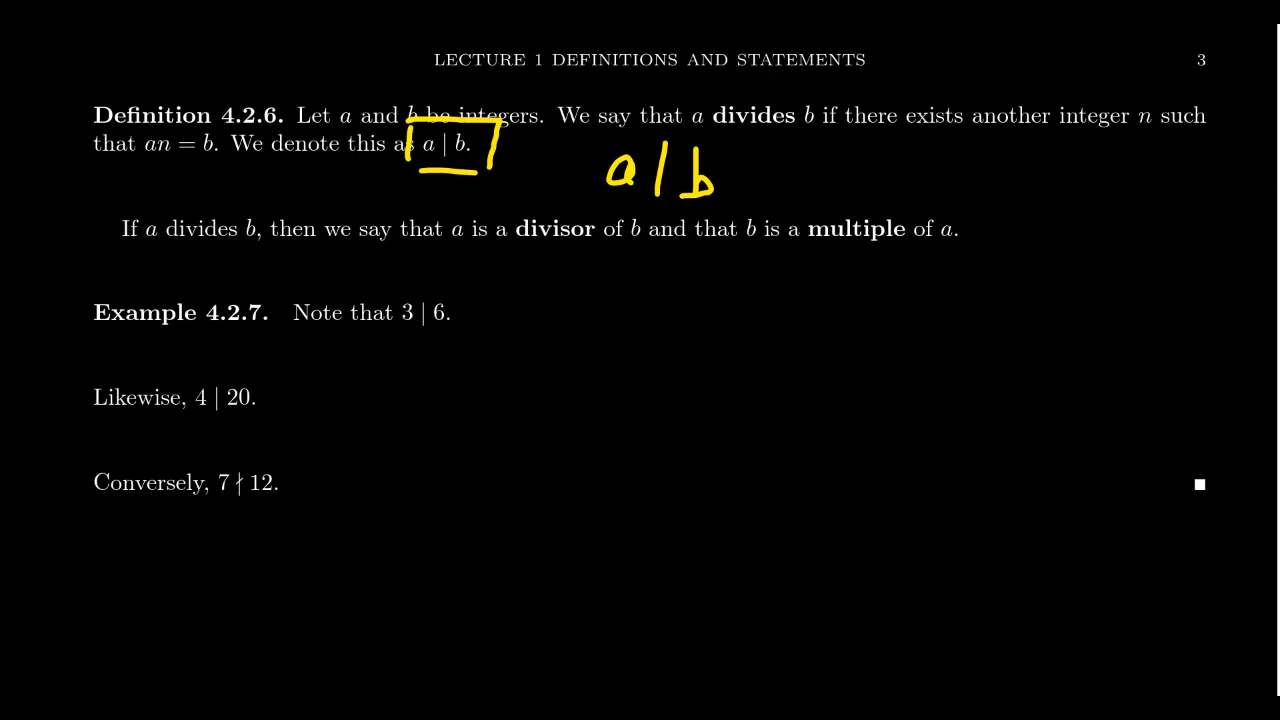 LECTURE 1 DEFINITIONS AND STATEMENTS 3
Definition 4.2.6. Let a and b be integers. We say that a divides b if there exists another integer n such
that an = b. We denote this as a | b.
a | b
If a divides b, then we say that a is a divisor of b and that b is a multiple of a.
Example 4.2.7. Note that 3 | 6.
Likewise, 4 | 20.
Conversely, 7 ∤ 12.